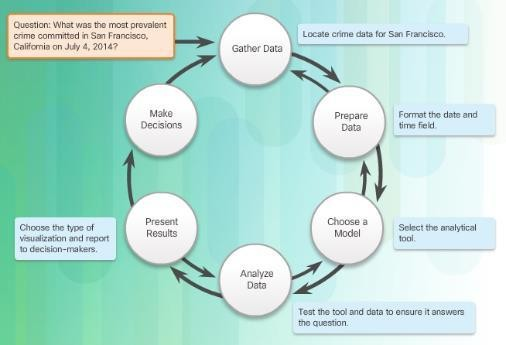 Question: What was the most prevalent
crime committed in San Francisco,
California on July 4, 2014?
Gather Data
Locate crime data for San Francisco.
Make
Decisions
Prepare
Data
Format the date and
time field.
Present
Results
Choose the type of
visualization and report
to decision-makers.
Choose a
Model
Select the analytical
tool.
Analyze
Data
Test the tool and data to ensure it answers
the question.